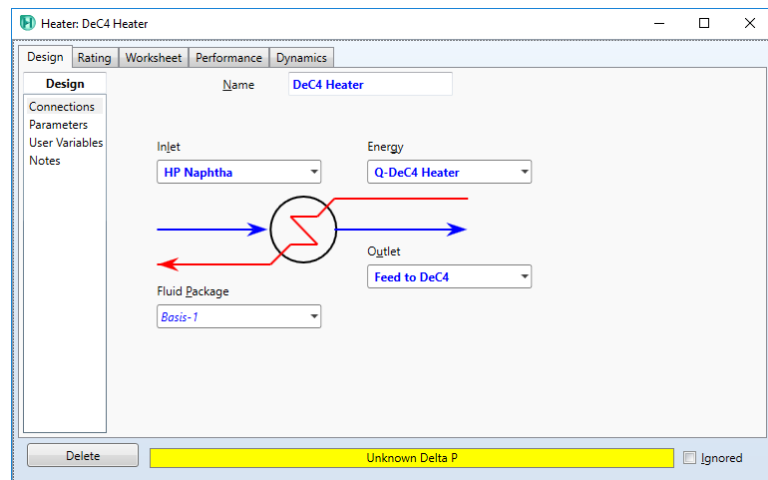 Heater: DeC4 Heater
Design Rating Worksheet Performance Dynamics
Design
Connections
Parameters
User Variables
Notes
Name DeC4 Heater
Inlet
HP Naphtha
Energy
Q-DeC4 Heater
Outlet
Feed to DeC4
Fluid Package
Basis-1
Delete
Unknown Delta P
Ignored